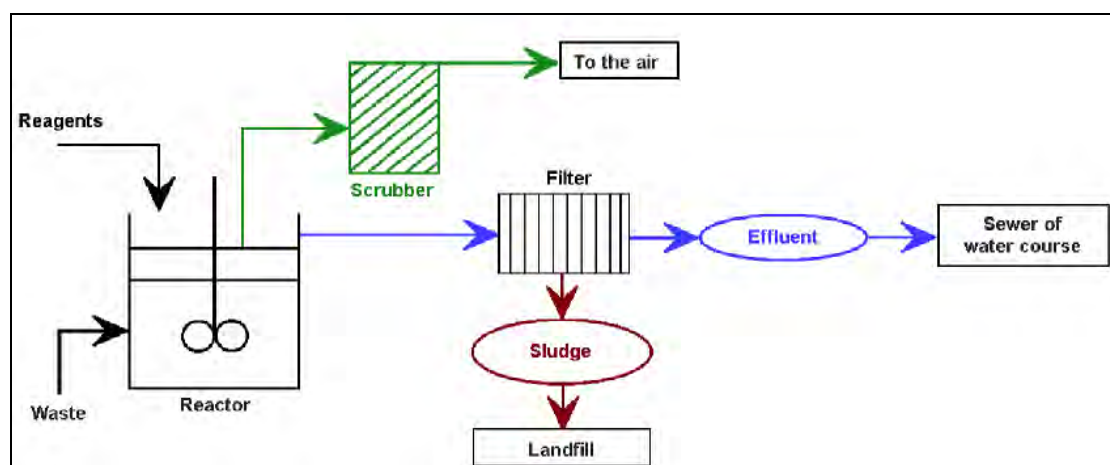 To the air
Reagents
Scrubber
Filter
Effluent
Sewer of
water course
Sludge
Reactor
Waste
Landfill